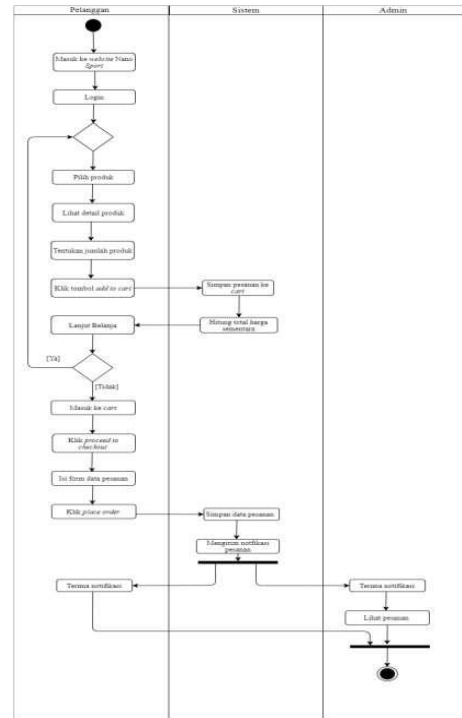 Pelanggan
Sistem
Admin
Masuk ke website Nano
Sport
Login
Pilih produk
Lihat detail produk
Tentukan jumlah produk
Klik tombol add to cart
Simpan pesanan ke
cart
Lanjut Belanja
Hitung total harga
sementara
[Ya]
[Tidak]
Masuk ke cart
Klik proceed to
checkout
Isi form data pesanan
Klik place order
Simpan data pesanan
Mengirim notfikasi
pesanan
Terima notifikasi
Terima notifikasi
Lihat pesanan